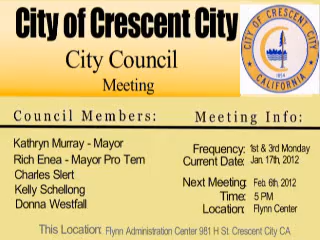 City of Crescent City
City Council
Meeting
CITY OF CRESCENT CITY
1854
CALIFORNIA
Council Members:
Kathryn Murray - Mayor
Rich Enea - Mayor Pro Tem
Charles Slert
Kelly Schellong
Donna Westfall
Meeting Info:
Frequency: 1st & 3rd Monday
Current Date: Jan. 17th, 2012
Next Meeting: Feb. 6th, 2012
Time: 5 PM
Location: Flynn Center
This Location: Flynn Administration Center 981 H St. Crescent City CA